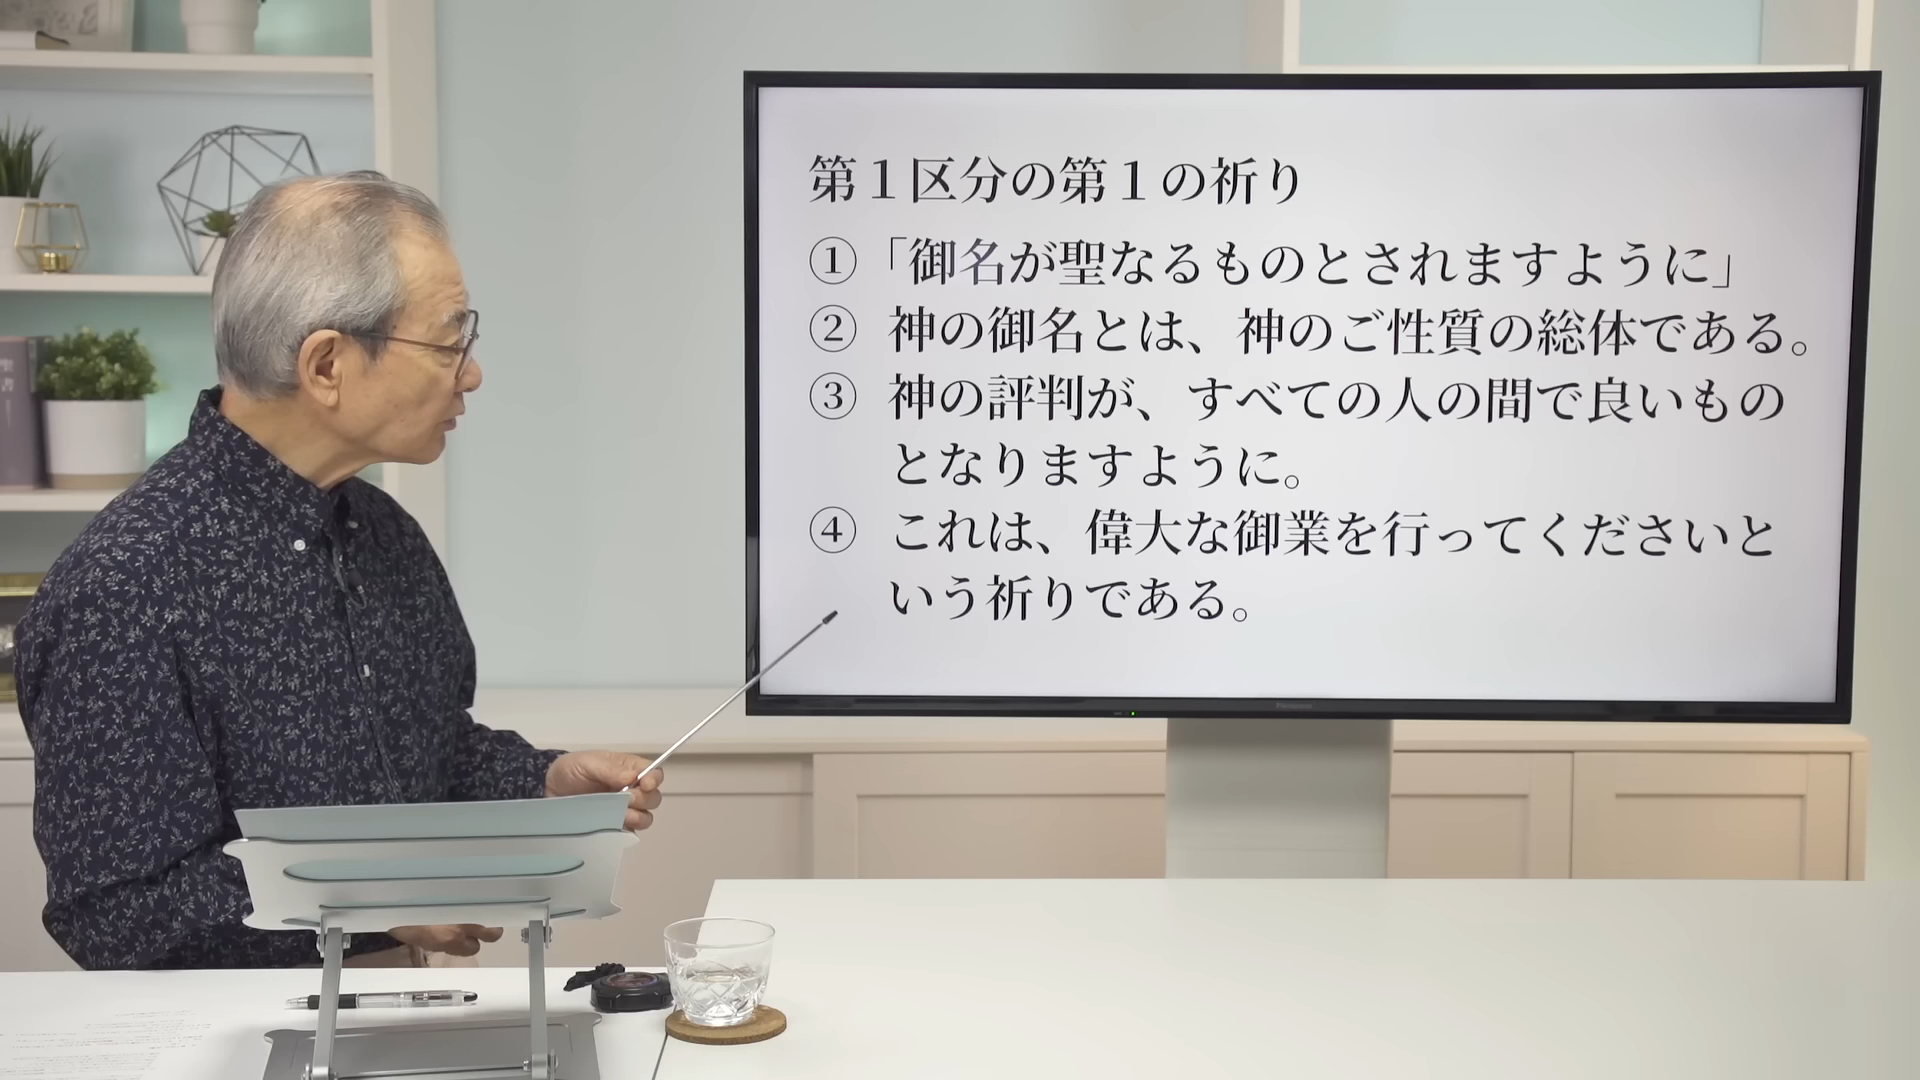 第１区分の第１の祈り
①「御名が聖なるものとされますように」
② 神の御名とは、神のご性質の総体である。
③ 神の評判が、すべての人の間で良いもの
となりますように。
④ これは、偉大な御業を行ってくださいと
いう祈りである。
聖書
Panasonic